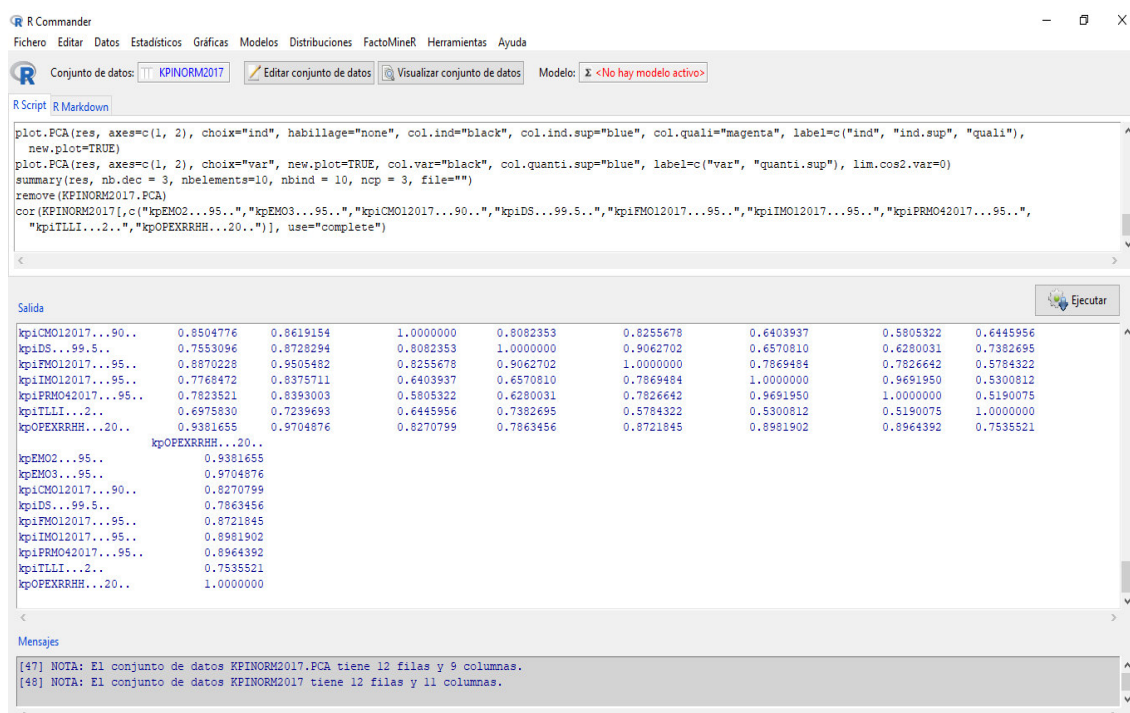 R Commander
Fichero Editar Datos Estadísticos Gráficas Modelos Distribuciones FactoMineR Herramientas Ayuda
R Conjunto de datos: KPINORM2017 Editar conjunto de datos Visualizar conjunto de datos Modelo: Σ <No hay modelo activo>
R Script R Markdown
plot.PCA(res, axes=c(1, 2), choix="ind", habillage="none", col.ind="black", col.ind.sup="blue", col.quali="magenta", label=c("ind", "ind.sup", "quali"),
new.plot=TRUE)
plot.PCA(res, axes=c(1, 2), choix="var", new.plot=TRUE, col.var="black", col.quanti.sup="blue", label=c("var", "quanti.sup"), lim.cos2.var=0)
summary(res, nb.dec = 3, nbelements=10, nbind = 10, ncp = 3, file="")
remove(KPINORM2017.PCA)
cor(KPINORM2017[,c("kpEMO2...95..","kpEMO3...95..","kpiCMO12017...90..","kpiDS...99.5..","kpiFMO12017...95..","kpiIMO12017...95..","kpiPRMO42017...95..",
"kpiTLLI...2..","kpOPEXRRHH...20..")], use="complete")
Ejecutar
Salida
kpiCMO12017...90.. 0.8504776 0.8619154 1.0000000 0.8082353 0.8255678 0.6403937 0.5805322 0.6445956
kpiDS...99.5.. 0.7553096 0.8728294 0.8082353 1.0000000 0.9062702 0.6570810 0.6280031 0.7382695
kpiFMO12017...95.. 0.8870228 0.9505482 0.8255678 0.9062702 1.0000000 0.7869484 0.7826642 0.5784322
kpiIMO12017...95.. 0.7768472 0.8375711 0.6403937 0.6570810 0.7869484 1.0000000 0.9691950 0.5300812
kpiPRMO42017...95.. 0.7823521 0.8393003 0.5805322 0.6280031 0.7826642 0.9691950 1.0000000 0.5190075
kpiTLLI...2.. 0.6975830 0.7239693 0.6445956 0.7382695 0.5784322 0.5300812 0.5190075 1.0000000
kpOPEXRRHH...20.. 0.9381655 0.9704876 0.8270799 0.7863456 0.8721845 0.8981902 0.8964392 0.7535521
kpOPEXRRHH...20..
kpEMO2...95.. 0.9381655
kpEMO3...95.. 0.9704876
kpiCMO12017...90.. 0.8270799
kpiDS...99.5.. 0.7863456
kpiFMO12017...95.. 0.8721845
kpiIMO12017...95.. 0.8981902
kpiPRMO42017...95.. 0.8964392
kpiTLLI...2.. 0.7535521
kpOPEXRRHH...20.. 1.0000000
Mensajes
[47] NOTA: El conjunto de datos KPINORM2017.PCA tiene 12 filas y 9 columnas.
[48] NOTA: El conjunto de datos KPINORM2017 tiene 12 filas y 11 columnas.